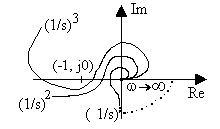 Im
(1/s)³
(-1, j0)
ω→∞
Re
(1/s)²
( 1/s)